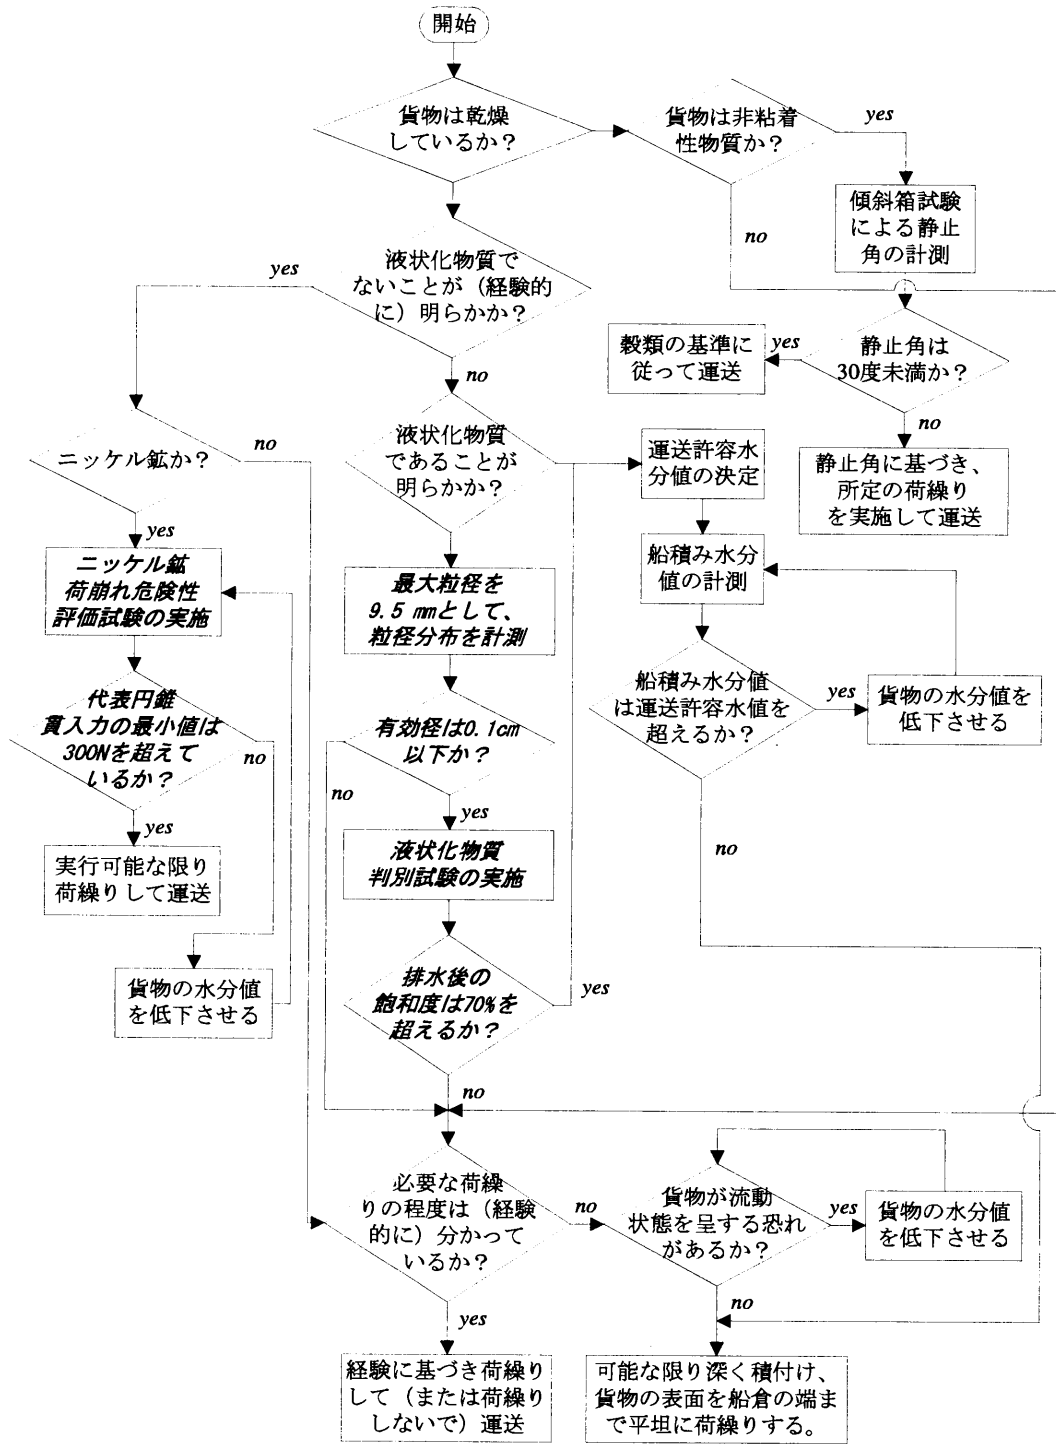 開始
貨物は乾燥
しているか？
貨物は非粘着
性物質か？
yes
no
傾斜箱試験
による静止
角の計測
静止角は
30度未満か？
yes
穀類の基準に
従って運送
no
静止角に基づき、
所定の荷繰り
を実施して運送
液状化物質で
ないことが（経験的
に）明らかか？
yes
no
ニッケル鉱か？
no
yes
ニッケル鉱
荷崩れ危険性
評価試験の実施
代表円錐
貫入力の最小値は
300Nを超えて
いるか？
no
yes
実行可能な限り
荷繰りして運送
貨物の水分値
を低下させる
液状化物質
であることが
明らかか？
最大粒径を
9.5 mmとして、
粒径分布を計測
有効径は0.1cm
以下か？
no
yes
液状化物質
判別試験の実施
排水後の
飽和度は70%を
超えるか？
yes
no
運送許容水
分値の決定
船積み水分
値の計測
船積み水分値
は運送許容水値を
超えるか？
yes
貨物の水分値を
低下させる
no
必要な荷繰
りの程度は（経験
的に）分かって
いるか？
no
yes
貨物が流動
状態を呈する恐れ
があるか？
yes
貨物の水分値
を低下させる
no
経験に基づき荷繰り
して（または荷繰り
しないで）運送
可能な限り深く積付け、
貨物の表面を船倉の端ま
で平坦に荷繰りする。